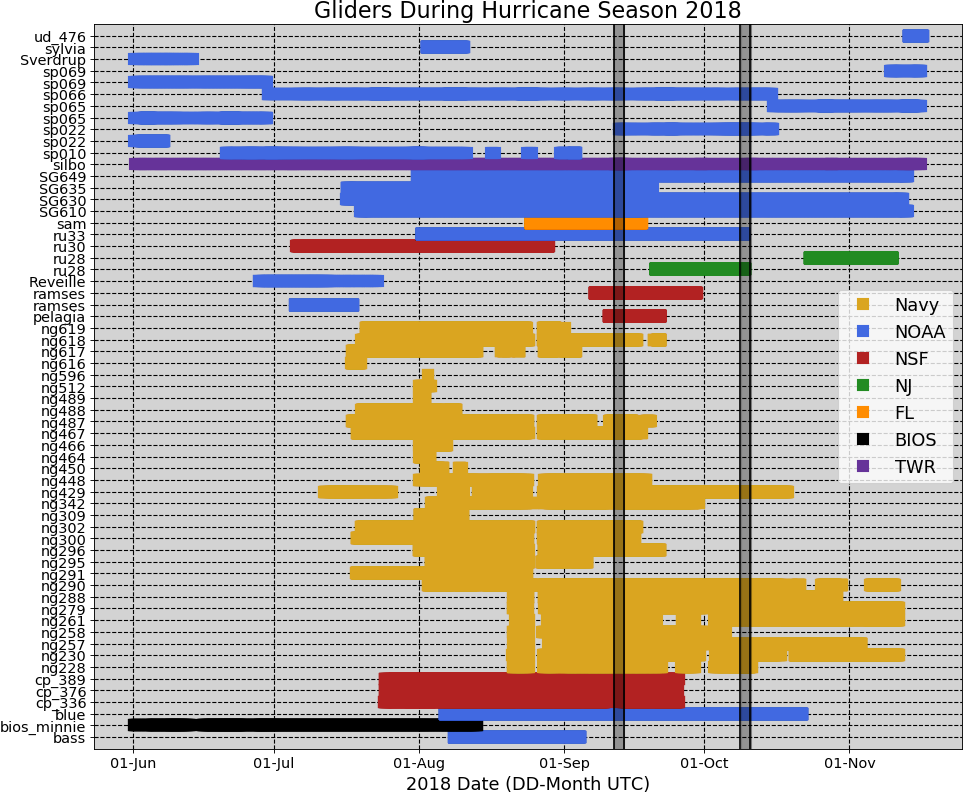 Gliders During Hurricane Season 2018
ud_476
sylvia
Sverdrup
sp069
sp069
sp066
sp065
sp065
sp022
sp022
sp010
silbo
SG649
SG635
SG630
SG610
sam
ru33
ru30
ru28
ru28
Reveille
ramses
ramses
pelagia
ng619
ng618
ng617
ng616
ng596
ng512
ng489
ng488
ng487
ng467
ng466
ng464
ng450
ng448
ng429
ng342
ng309
ng302
ng300
ng296
ng295
ng291
ng290
ng288
ng279
ng261
ng258
ng257
ng230
ng228
cp_389
cp_376
cp_336
blue
bios_minnie
bass
Navy
NOAA
NSF
NJ
FL
BIOS
TWR
01-Jun
01-Jul
01-Aug
01-Sep
01-Oct
01-Nov
2018 Date (DD-Month UTC)